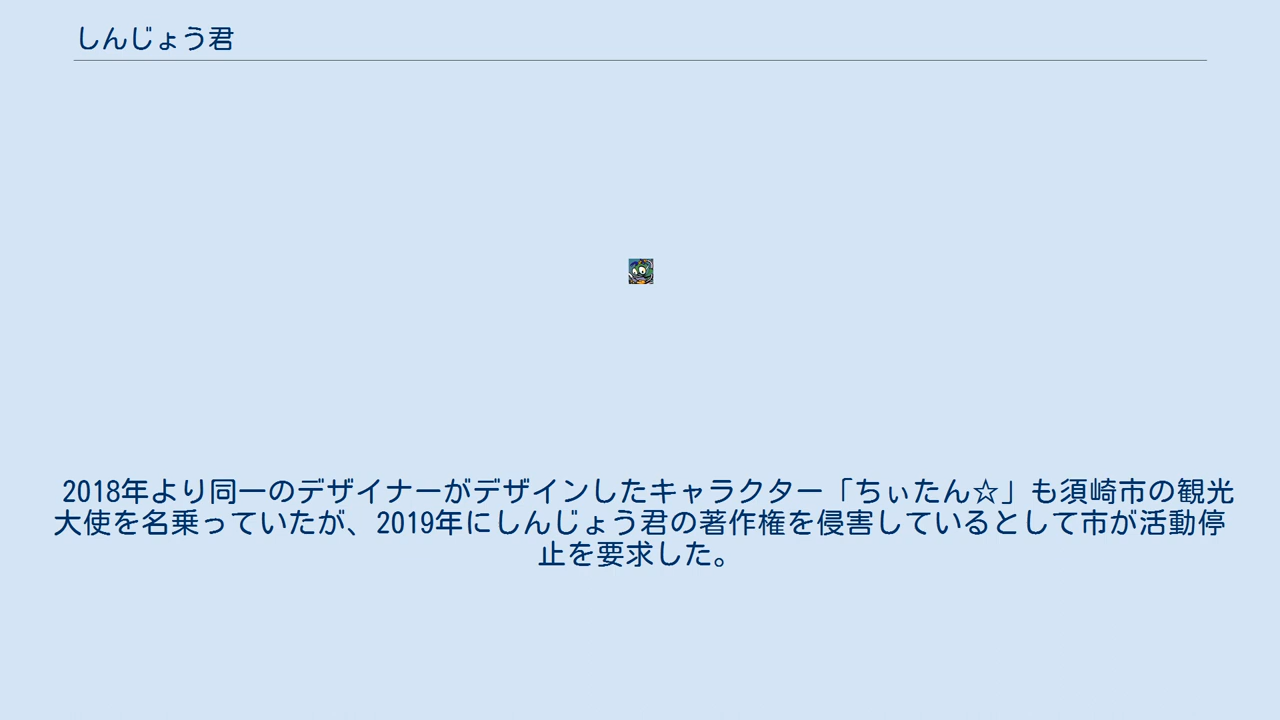 しんじょう君
2018年より同一のデザイナーがデザインしたキャラクター「ちぃたん☆」も須崎市の観光
大使を名乗っていたが、2019年にしんじょう君の著作権を侵害しているとして市が活動停
止を要求した。